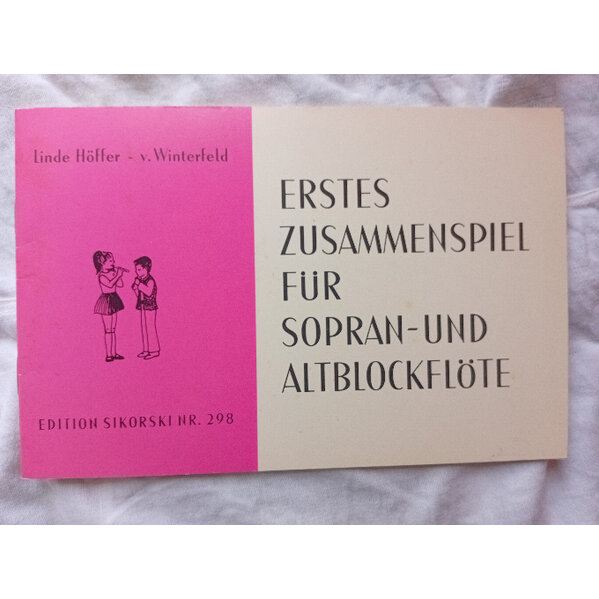 Linde Höffer - v. Winterfeld
EDITION SIKORSKI NR. 298
ERSTES
ZUSAMMENSPIEL
FÜR
SOPRAN-UND
ALTBLOCKFLÖTE